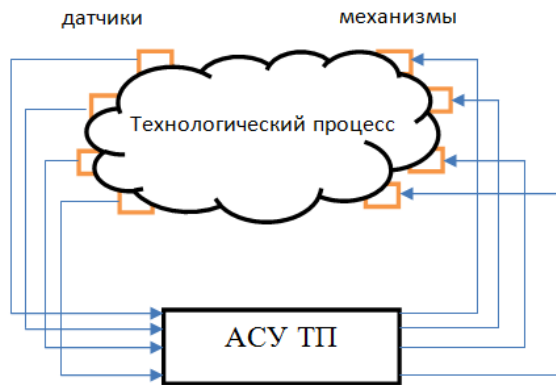 датчики
механизмы
Технологический процесс
АСУ ТП